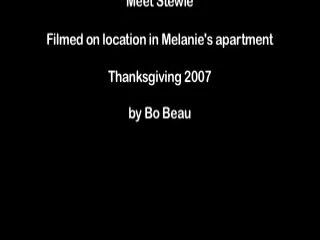 Meet Stewie
Filmed on location in Melanie's apartment
Thanksgiving 2007
by Bo Beau